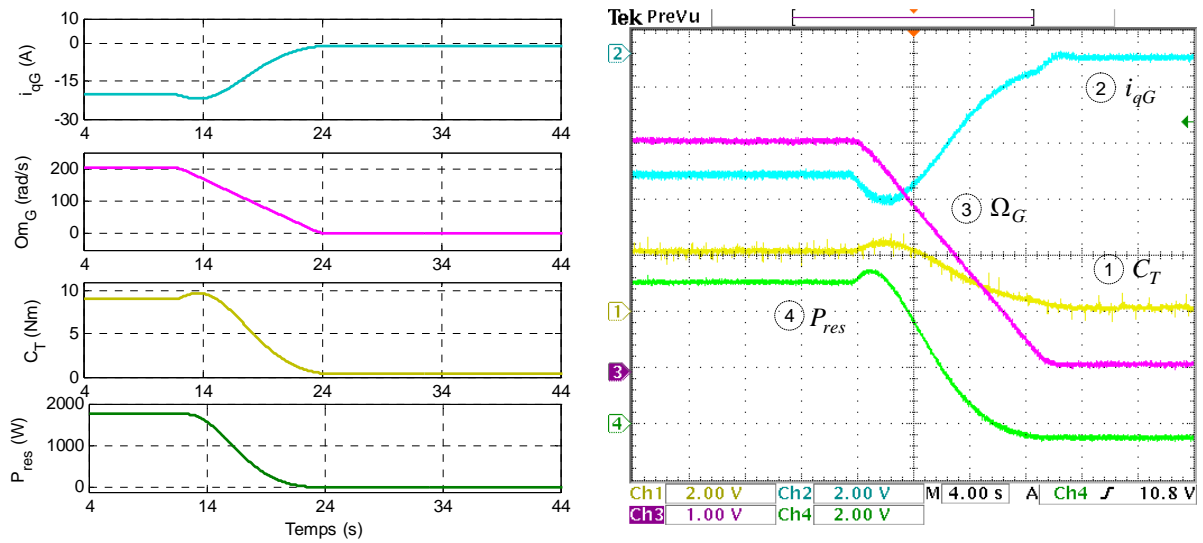 10
0
-15
-30
i_qG (A)
4 14 24 34 44
200
100
0
Om_G (rad/s)
4 14 24 34 44
10
5
0
C_T (Nm)
4 14 24 34 44
2000
1000
0
P_res (W)
4 14 24 34 44
Temps (s)
Tek PreVu
2
2 i_qG
3 Ω_G
1 C_T
1
4 P_res
3
4
Ch1 2.00 V Ch2 2.00 V M 4.00 s A Ch4 10.8 V
Ch3 1.00 V Ch4 2.00 V